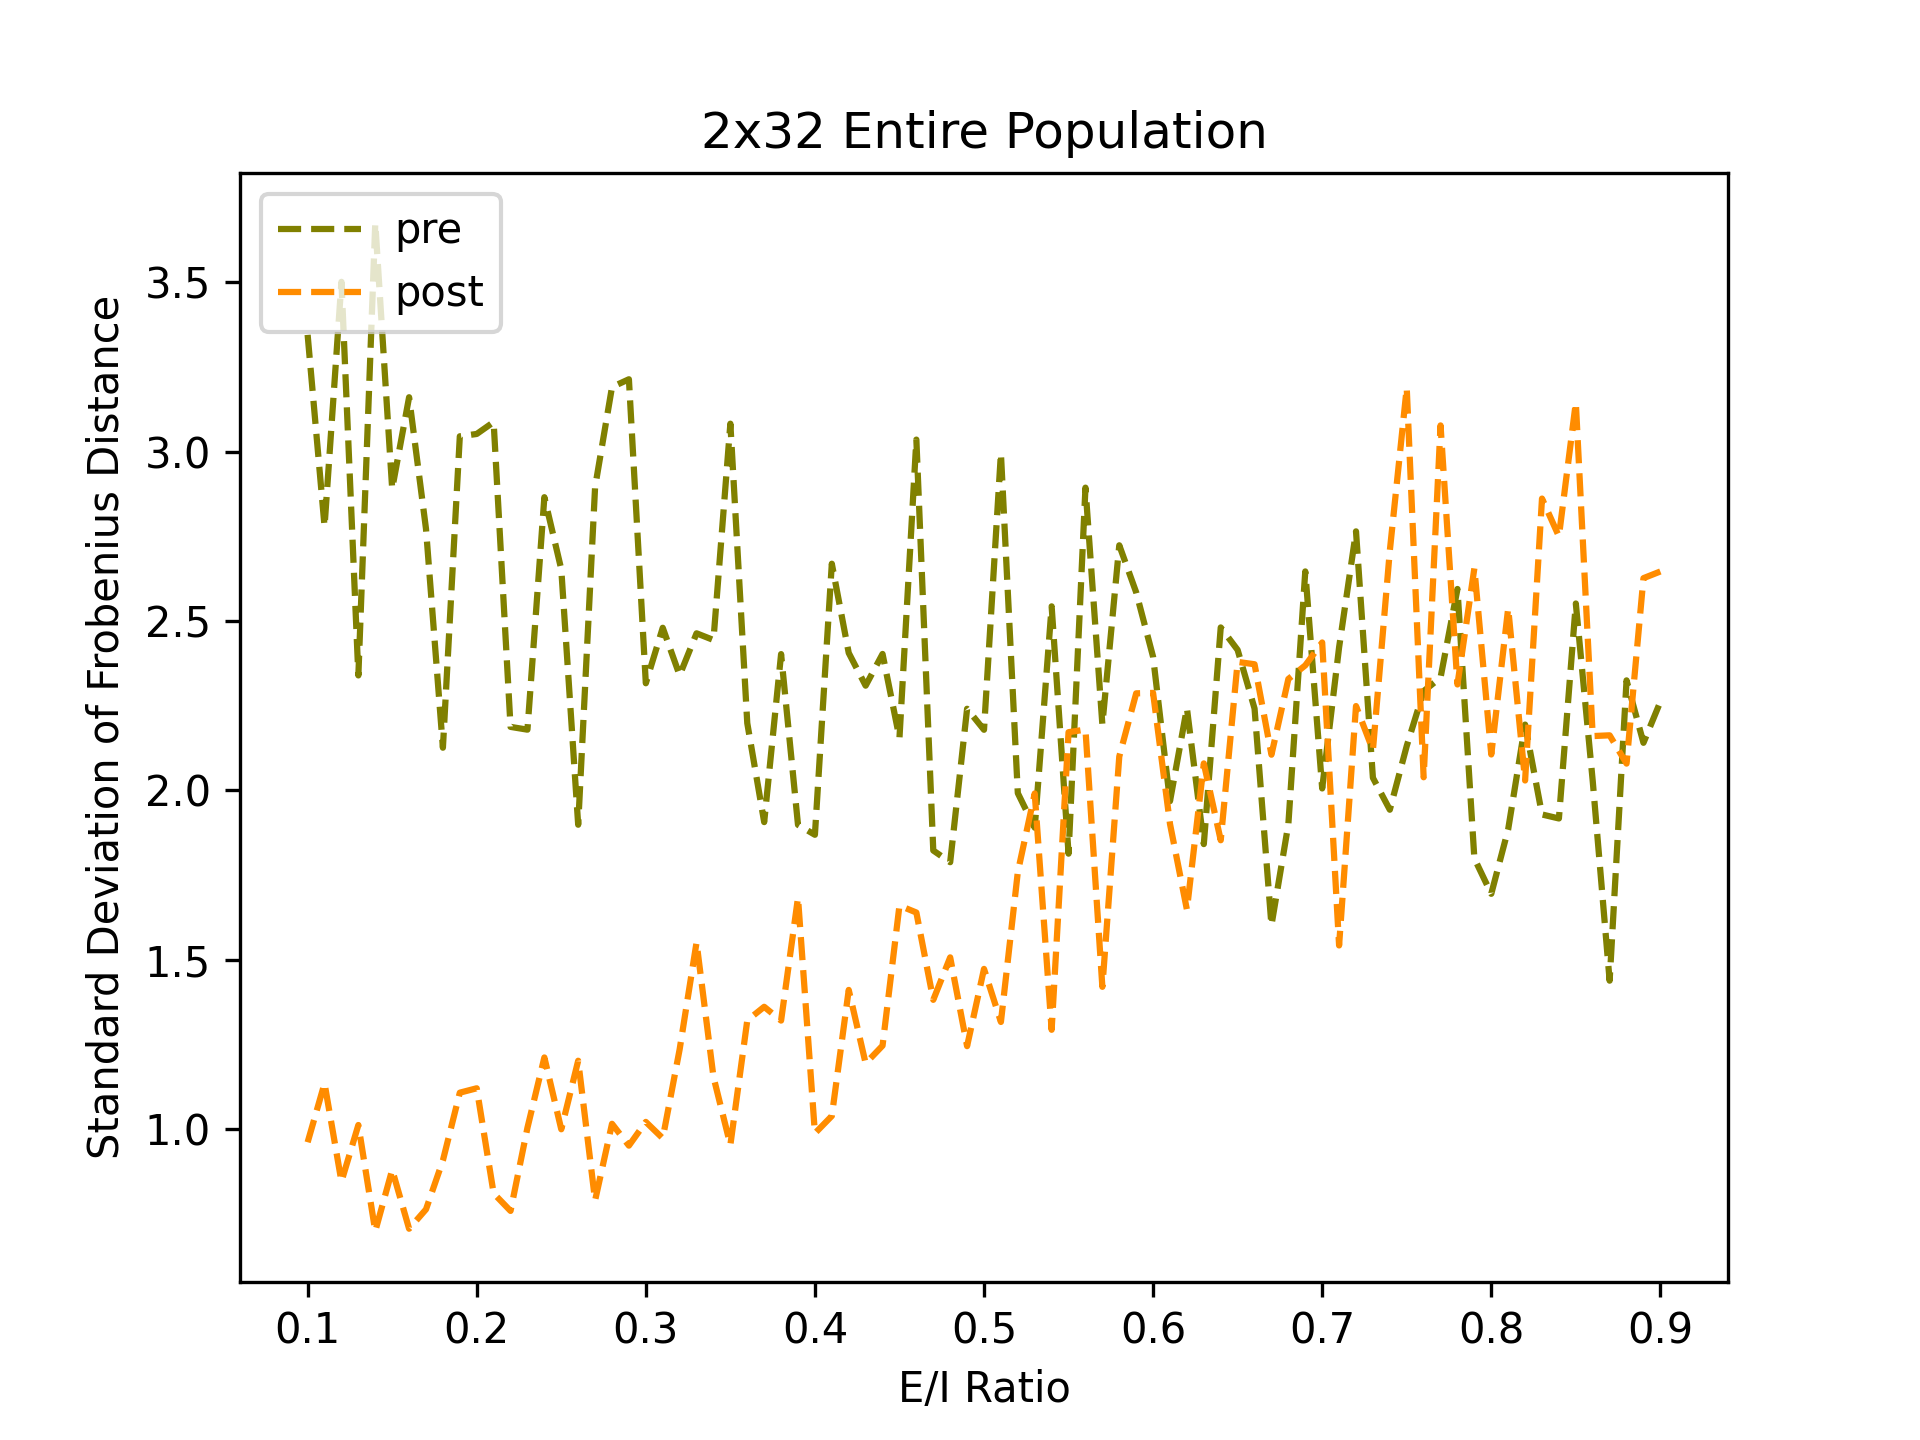 2x32 Entire Population
pre
post
Standard Deviation of Frobenius Distance
3.5
3.0
2.5
2.0
1.5
1.0
0.1 0.2 0.3 0.4 0.5 0.6 0.7 0.8 0.9
E/I Ratio